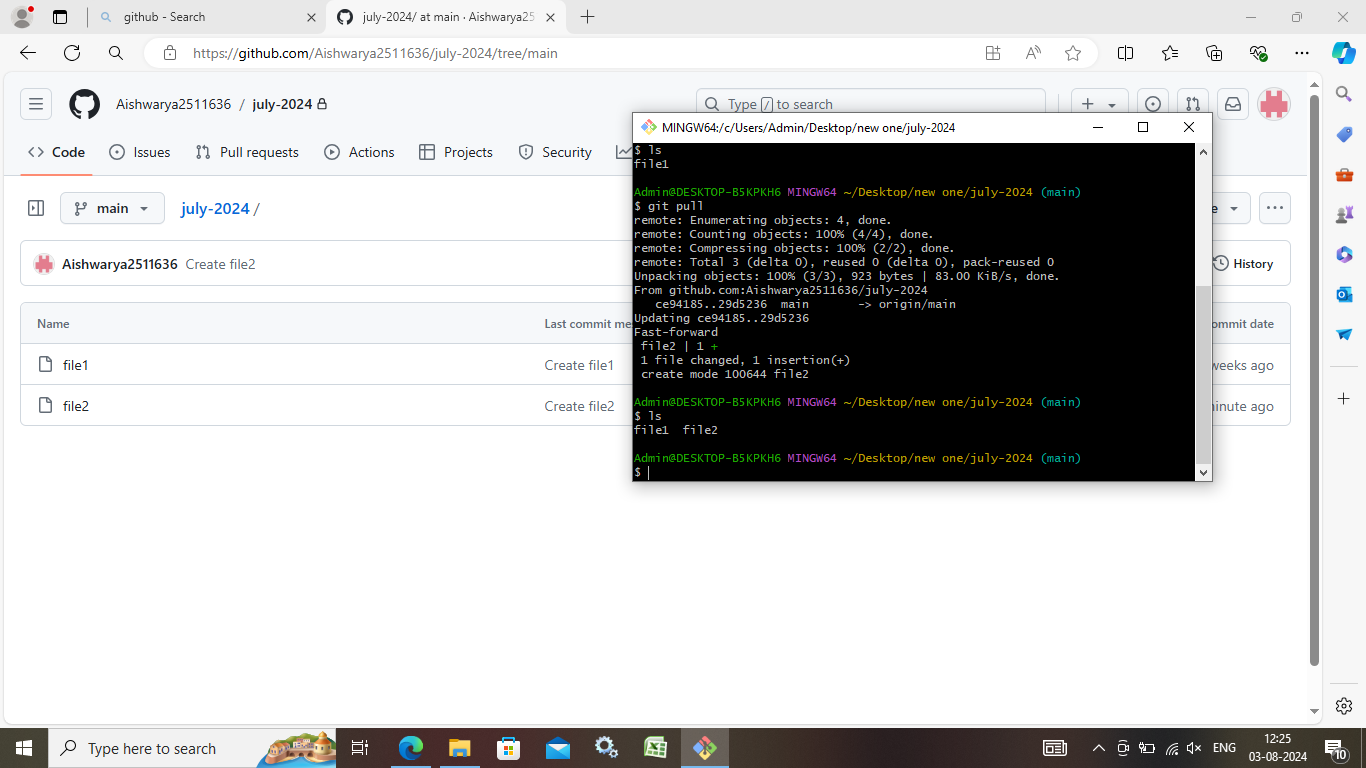 github - Search
july-2024/ at main · Aishwarya25
https://github.com/Aishwarya2511636/july-2024/tree/main
Aishwarya2511636 / july-2024
Type / to search
Code
Issues
Pull requests
Actions
Projects
Security
main
july-2024 /
Aishwarya2511636 Create file2
History
Name
Last commit me
ommit date
file1
Create file1
weeks ago
file2
Create file2
inute ago
MINGW64:/c/Users/Admin/Desktop/new one/july-2024
$ ls
file1
Admin@DESKTOP-B5KPKH6 MINGW64 ~/Desktop/new one/july-2024 (main)
$ git pull
remote: Enumerating objects: 4, done.
remote: Counting objects: 100% (4/4), done.
remote: Compressing objects: 100% (2/2), done.
remote: Total 3 (delta 0), reused 0 (delta 0), pack-reused 0
Unpacking objects: 100% (3/3), 923 bytes | 83.00 KiB/s, done.
From github.com:Aishwarya2511636/july-2024
ce94185..29d5236 main -> origin/main
Updating ce94185..29d5236
Fast-forward
file2 | 1 +
1 file changed, 1 insertion(+)
create mode 100644 file2
Admin@DESKTOP-B5KPKH6 MINGW64 ~/Desktop/new one/july-2024 (main)
$ ls
file1 file2
Admin@DESKTOP-B5KPKH6 MINGW64 ~/Desktop/new one/july-2024 (main)
$
Type here to search
ENG
12:25
03-08-2024
10